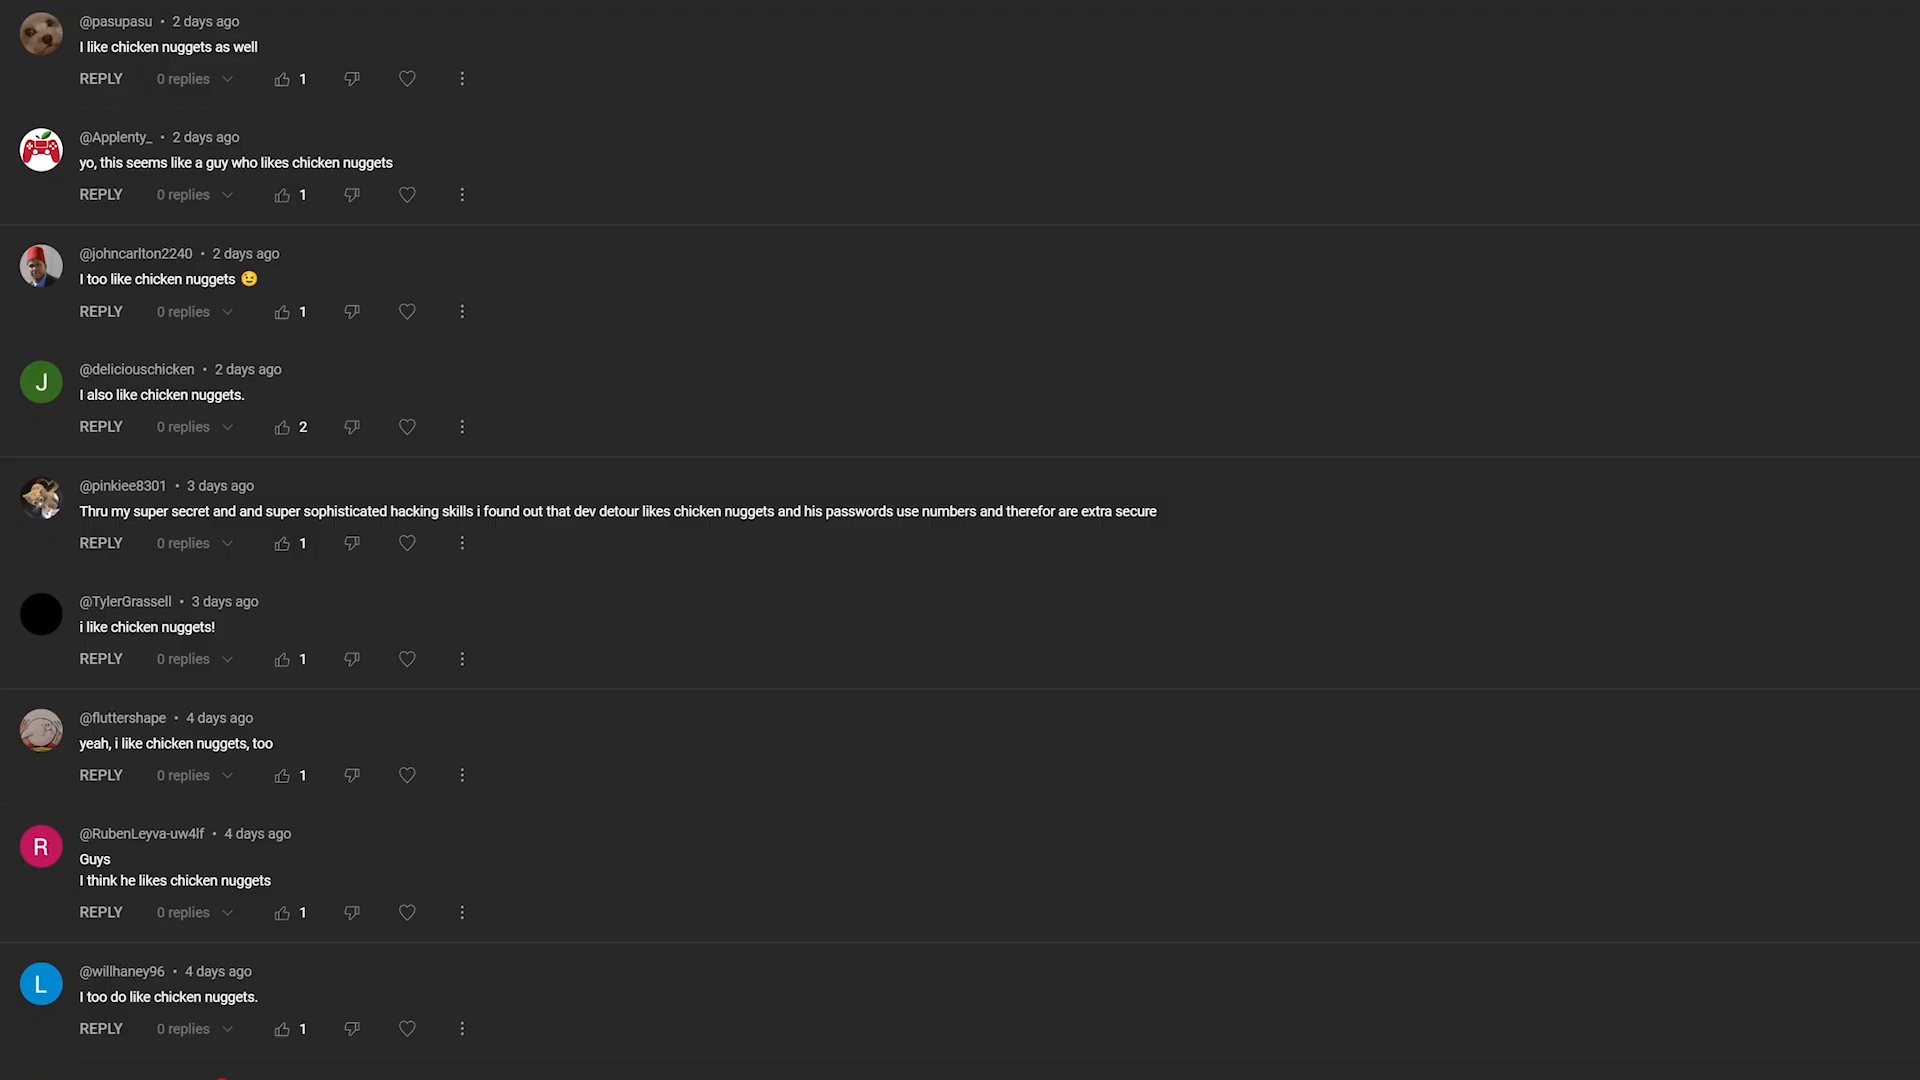 @pasupasu • 2 days ago
I like chicken nuggets as well
REPLY 0 replies 1
@Applenty_ • 2 days ago
yo, this seems like a guy who likes chicken nuggets
REPLY 0 replies 1
@johncarlton2240 • 2 days ago
I too like chicken nuggets 😉
REPLY 0 replies 1
J
@deliciouschicken • 2 days ago
I also like chicken nuggets.
REPLY 0 replies 2
@pinkiee8301 • 3 days ago
Thru my super secret and and super sophisticated hacking skills i found out that dev detour likes chicken nuggets and his passwords use numbers and therefor are extra secure
REPLY 0 replies 1
@TylerGrassell • 3 days ago
i like chicken nuggets!
REPLY 0 replies 1
@fluttershape • 4 days ago
yeah, i like chicken nuggets, too
REPLY 0 replies 1
R
@RubenLeyva-uw4lf • 4 days ago
Guys
I think he likes chicken nuggets
REPLY 0 replies 1
L
@willhaney96 • 4 days ago
I too do like chicken nuggets.
REPLY 0 replies 1